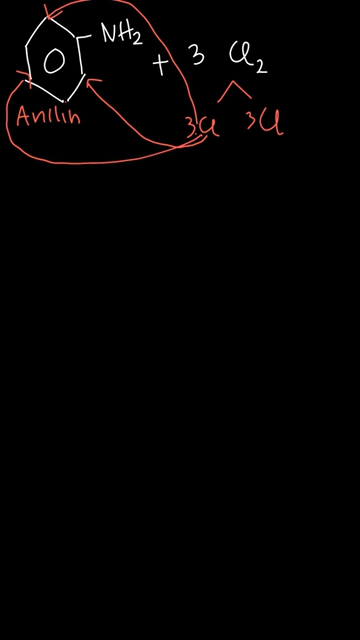 NH₂ + 3 Cl₂
Anilin 3Cl 3Cl